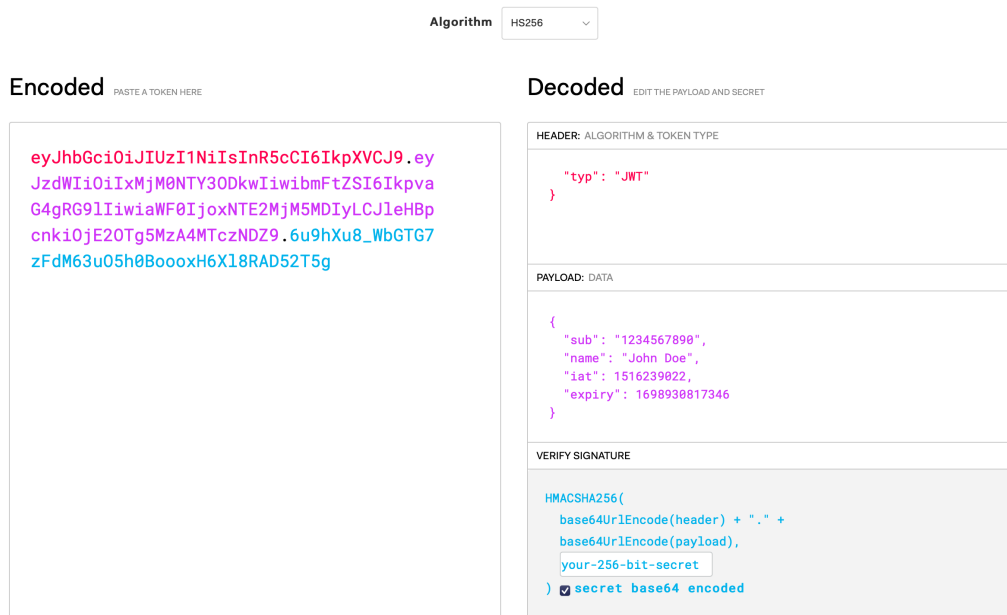 Algorithm HS256
Encoded PASTE A TOKEN HERE
eyJhbGciOiJIUzI1NiIsInR5cCI6IkpXVCJ9.ey
JzdWIiOiIxMjM0NTY3ODkwIiwibmFtZSI6Ikpva
G4gRG9lIiwiaWF0IjoxNTE2MjM5MDIyLCJleHBp
cnkiOjE2OTg5MzA4MTczNDZ9.6u9hXu8_WbGTG7
zFdM63uO5h0BoooxH6Xl8RAD52T5g
Decoded EDIT THE PAYLOAD AND SECRET
HEADER: ALGORITHM & TOKEN TYPE
"typ": "JWT"
}
PAYLOAD: DATA
{
"sub": "1234567890",
"name": "John Doe",
"iat": 1516239022,
"expiry": 1698930817346
}
VERIFY SIGNATURE
HMACSHA256(
base64UrlEncode(header) + "." +
base64UrlEncode(payload),
your-256-bit-secret
) secret base64 encoded